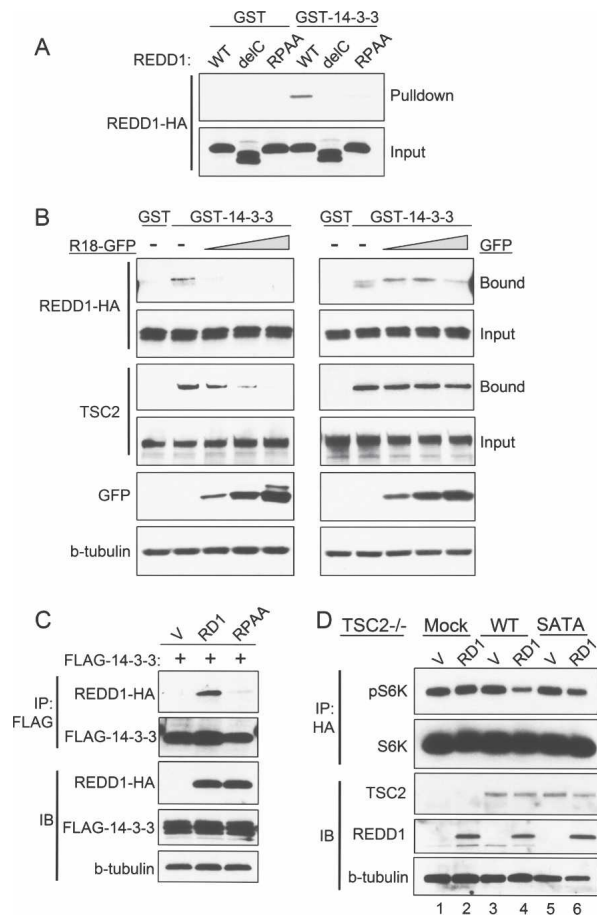 A
GST GST-14-3-3
REDD1: WT delC RPAA WT delC RPAA
REDD1-HA
Pulldown
Input
B
GST GST-14-3-3 GST GST-14-3-3
R18-GFP - - - - GFP
REDD1-HA
Bound
Input
TSC2
Bound
Input
GFP
b-tubulin
C
V RD1 RPAA
FLAG-14-3-3: + + +
IP: FLAG
REDD1-HA
FLAG-14-3-3
IB
REDD1-HA
FLAG-14-3-3
b-tubulin
D
TSC2-/- Mock WT SATA
V RD1 V RD1 V RD1
IP: HA
pS6K
S6K
IB
TSC2
REDD1
b-tubulin
1 2 3 4 5 6